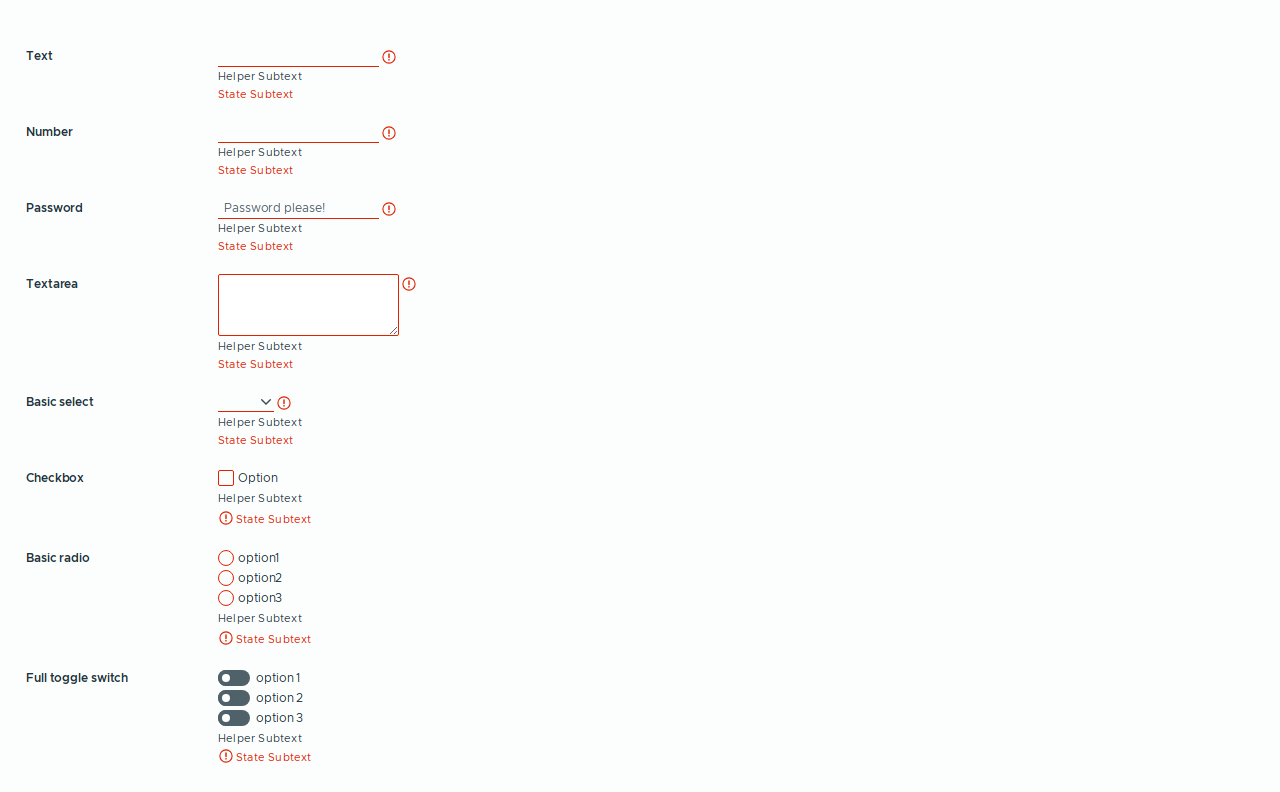 Text
Helper Subtext
State Subtext
Number
Helper Subtext
State Subtext
Password
Password please!
Helper Subtext
State Subtext
Textarea
Helper Subtext
State Subtext
Basic select
Helper Subtext
State Subtext
Checkbox
Option
Helper Subtext
State Subtext
Basic radio
option1
option2
option3
Helper Subtext
State Subtext
Full toggle switch
option 1
option 2
option 3
Helper Subtext
State Subtext